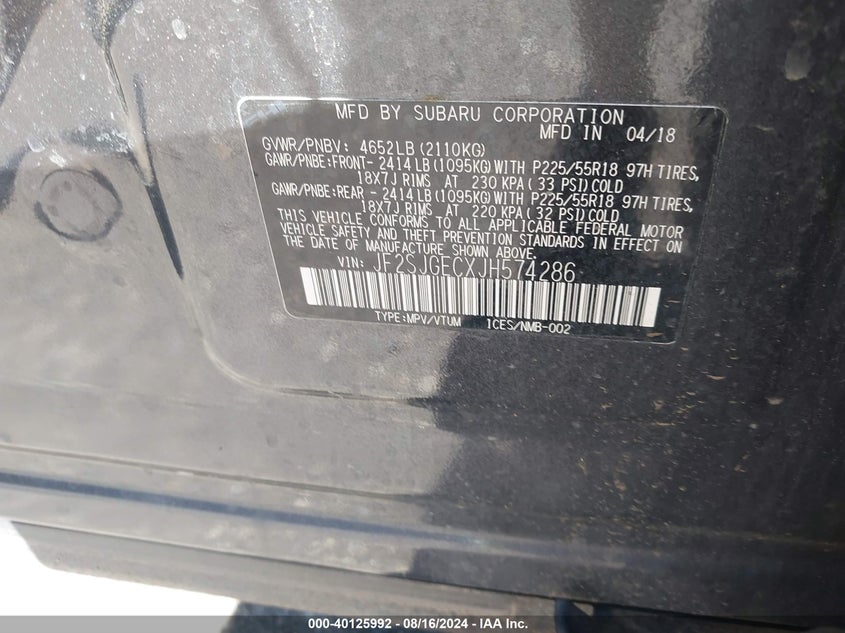 MFD BY SUBARU CORPORATION
MFD IN 04/18
GVWR/PNBV: 4652LB(2110KG)
GAWR/PNBE:FRONT- 2414LB(1095KG)WITH P225/55R18 97H TIRES,
18X7J RIMS AT 230 KPA(33 PSI)COLD
GAWR/PNBE:REAR - 2414LB(1095KG)WITH P225/55R18 97H TIRES,
18X7J RIMS AT 220 KPA(32 PSI)COLD
THIS VEHICLE CONFORMS TO ALL APPLICABLE FEDERAL MOTOR
VEHICLE SAFETY AND THEFT PREVENTION STANDARDS IN EFFECT ON
THE DATE OF MANUFACTURE SHOWN ABOVE.
VIN: JF2SJGECXJH574286
TYPE:MPV/VTUM ICES/NMB-002
000-40125992 - 08/16/2024 - IAA Inc.